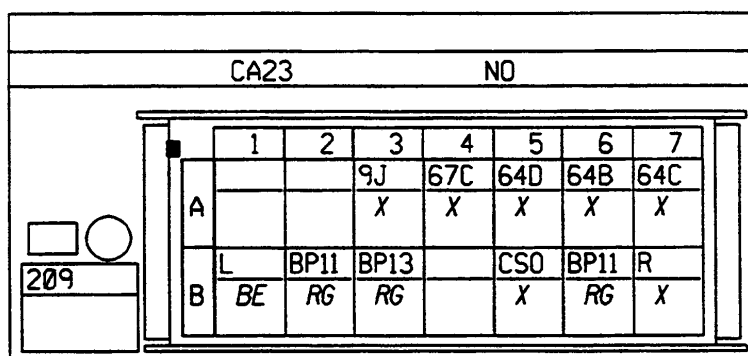 CA23 NO
1 2 3 4 5 6 7
9J 67C 64D 64B 64C
A X X X X X
L BP11 BP13 CSO BP11 R
209
B BE RG RG X RG X